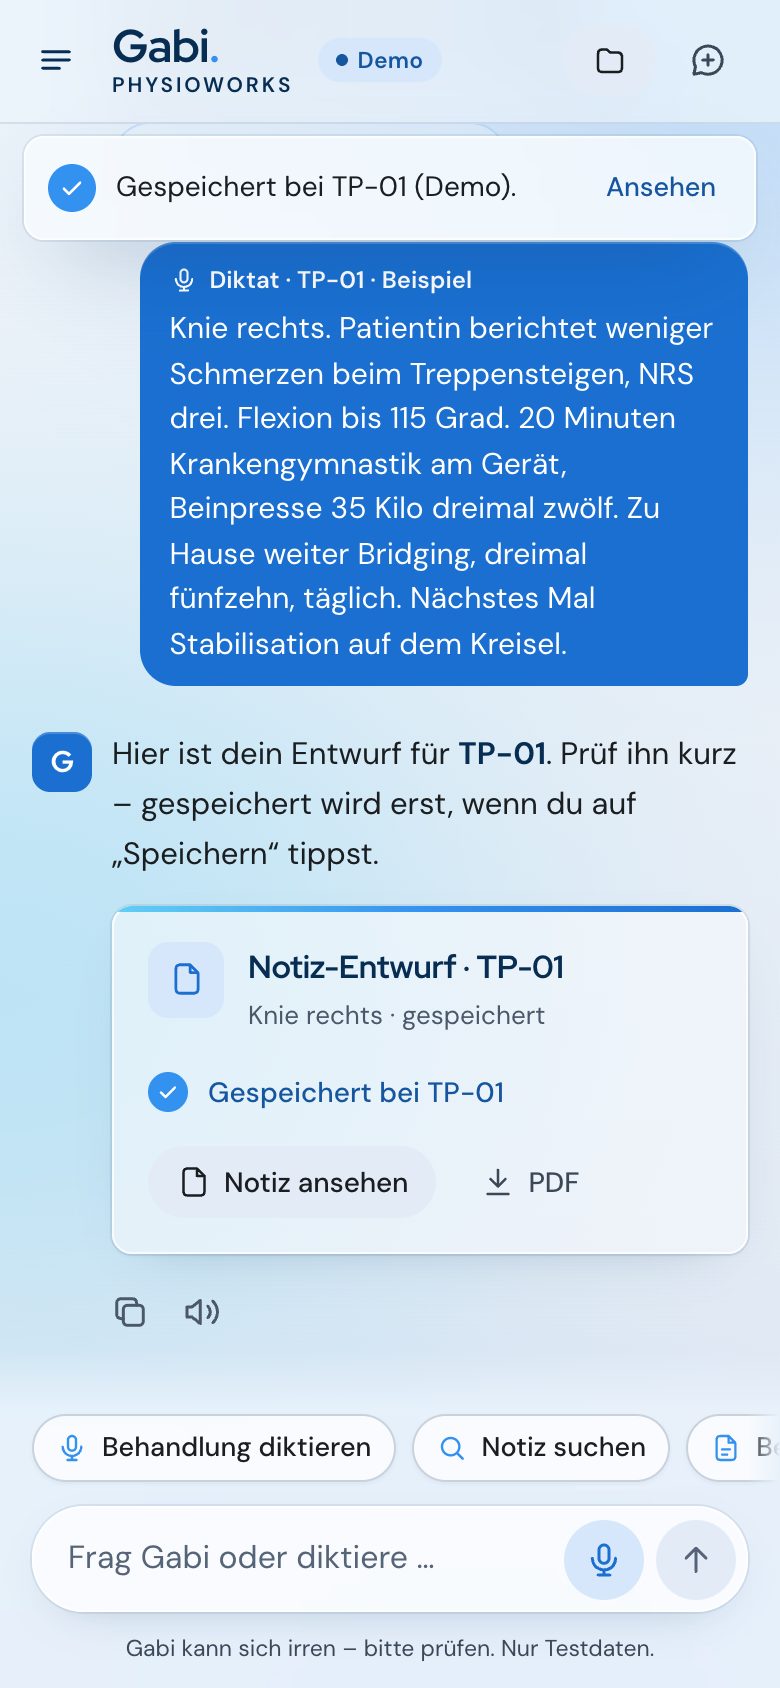 Gabi.
PHYSIOWORKS
Demo
Gespeichert bei TP-01 (Demo).
Ansehen
Diktat · TP-01 · Beispiel
Knie rechts. Patientin berichtet weniger
Schmerzen beim Treppensteigen, NRS
drei. Flexion bis 115 Grad. 20 Minuten
Krankengymnastik am Gerät,
Beinpresse 35 Kilo dreimal zwölf. Zu
Hause weiter Bridging, dreimal
fünfzehn, täglich. Nächstes Mal
Stabilisation auf dem Kreisel.
G
Hier ist dein Entwurf für TP-01. Prüf ihn kurz
– gespeichert wird erst, wenn du auf
„Speichern“ tippst.
Notiz-Entwurf · TP-01
Knie rechts · gespeichert
Gespeichert bei TP-01
Notiz ansehen
PDF
Behandlung diktieren
Notiz suchen
Frag Gabi oder diktiere ...
Gabi kann sich irren – bitte prüfen. Nur Testdaten.